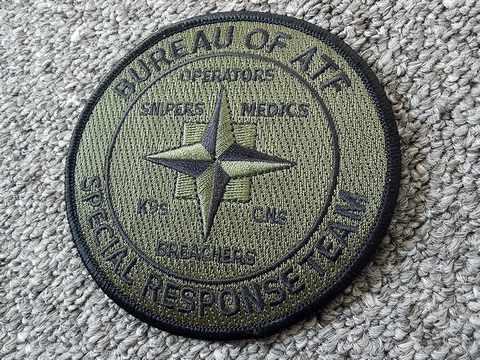 BUREAU OF ATF
OPERATORS
SNIPERS MEDICS
K9s CNs
BREACHERS
SPECIAL RESPONSE TEAM